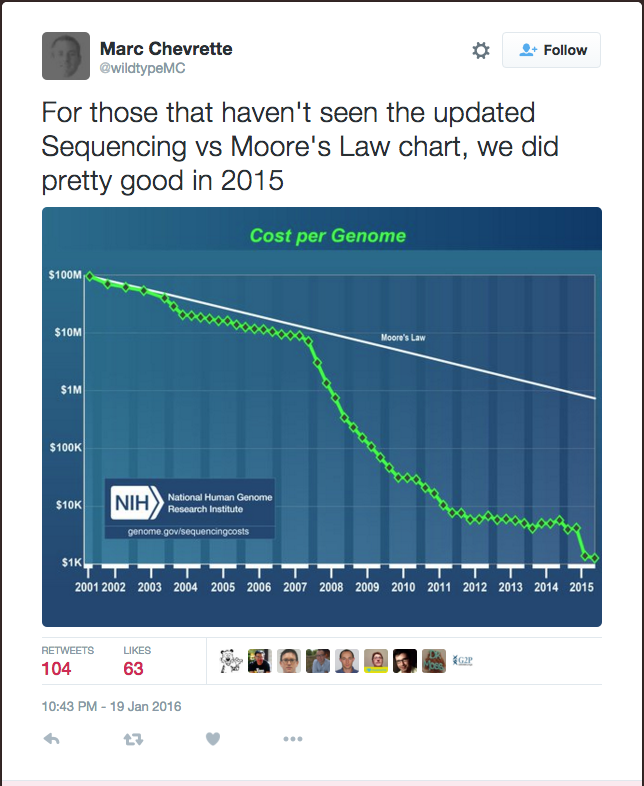 Marc Chevrette
@wildtypeMC
Follow
For those that haven't seen the updated
Sequencing vs Moore's Law chart, we did
pretty good in 2015
Cost per Genome
$100M
$10M
$1M
$100K
$10K
$1K
Moore's Law
NIH
National Human Genome
Research Institute
genome.gov/sequencingcosts
2001 2002 2003 2004 2005 2006 2007 2008 2009 2010 2011 2012 2013 2014 2015
RETWEETS LIKES
104 63
G2P
10:43 PM - 19 Jan 2016